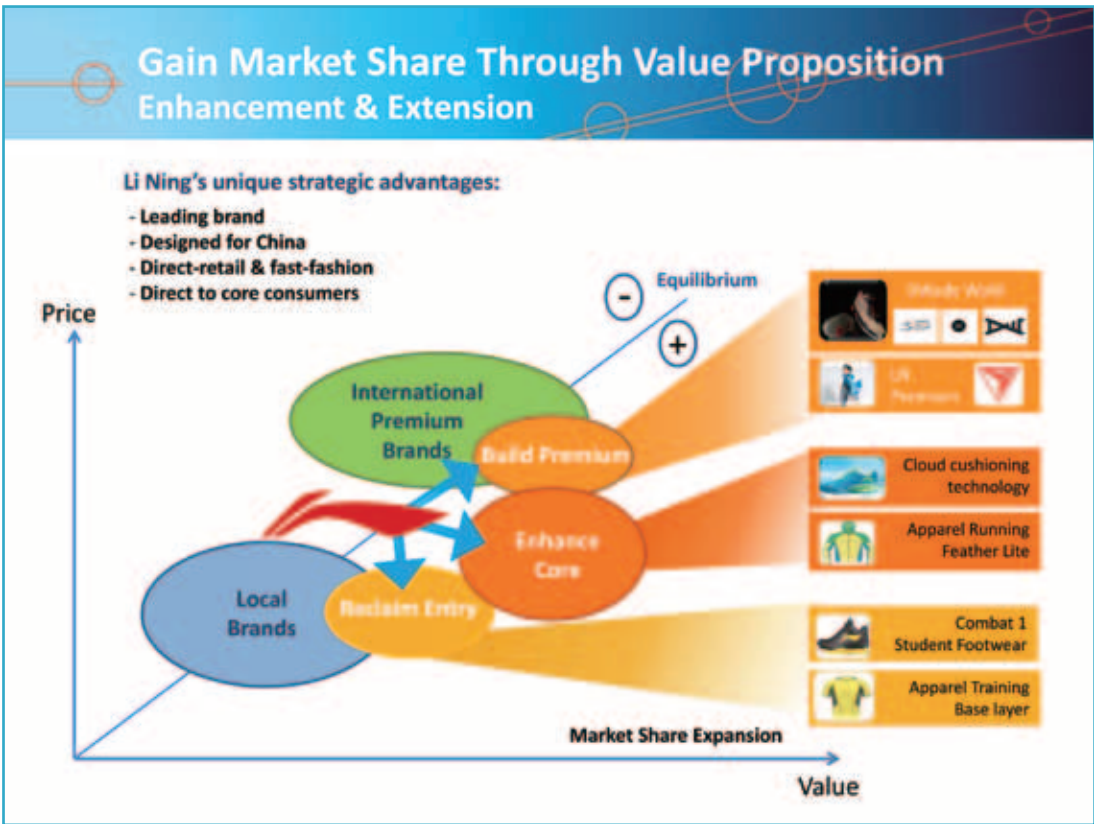 Gain Market Share Through Value Proposition
Enhancement & Extension
Li Ning's unique strategic advantages:
- Leading brand
- Designed for China
- Direct-retail & fast-fashion
- Direct to core consumers
Price
-
Equilibrium
+
International
Premium
Brands
Build Premium
Enhance
Core
Local
Brands
Reclaim Entry
Cloud cushioning
technology
Apparel Running
Feather Lite
Combat 1
Student Footwear
Apparel Training
Base layer
Market Share Expansion
Value